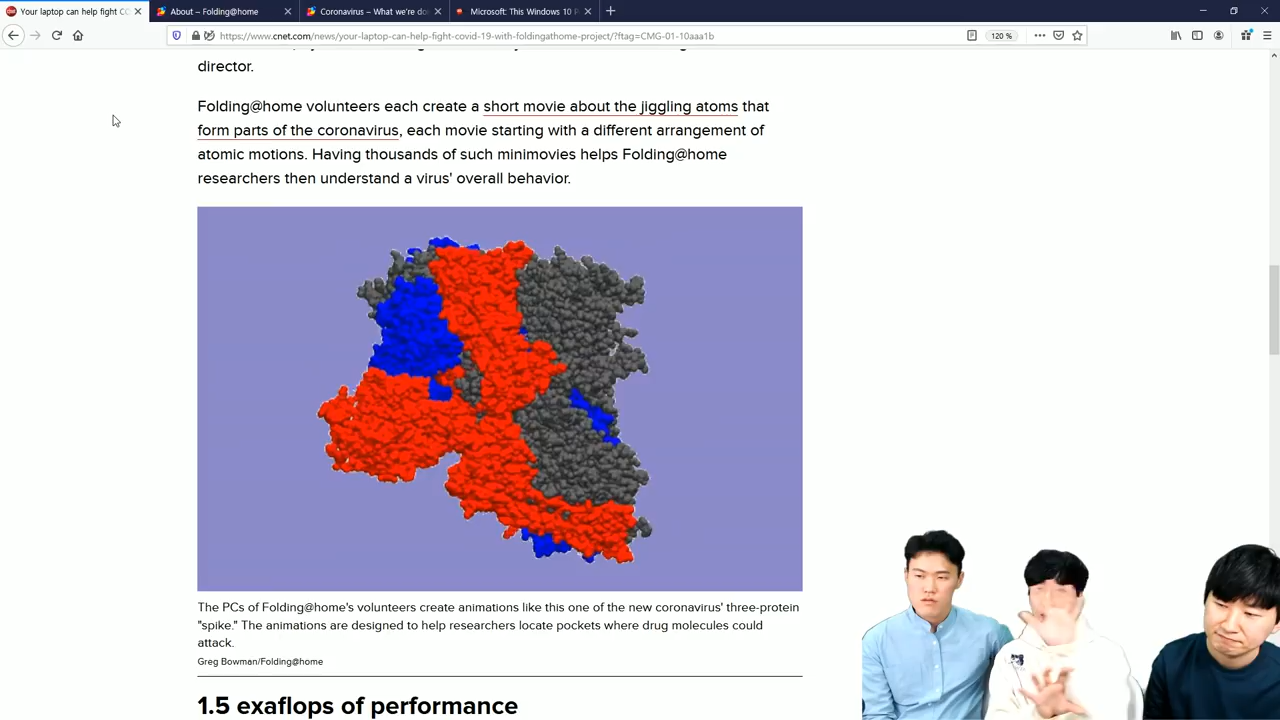 Your laptop can help fight CO
About – Folding@home
Coronavirus – What we're do
Microsoft: This Windows 10 P
https://www.cnet.com/news/your-laptop-can-help-fight-covid-19-with-foldingathome-project/?ftag=CMG-01-10aaa1b
120 %
director.
Folding@home volunteers each create a short movie about the jiggling atoms that
form parts of the coronavirus, each movie starting with a different arrangement of
atomic motions. Having thousands of such minimovies helps Folding@home
researchers then understand a virus' overall behavior.
The PCs of Folding@home's volunteers create animations like this one of the new coronavirus' three-protein
"spike." The animations are designed to help researchers locate pockets where drug molecules could
attack.
Greg Bowman/Folding@home
1.5 exaflops of performance